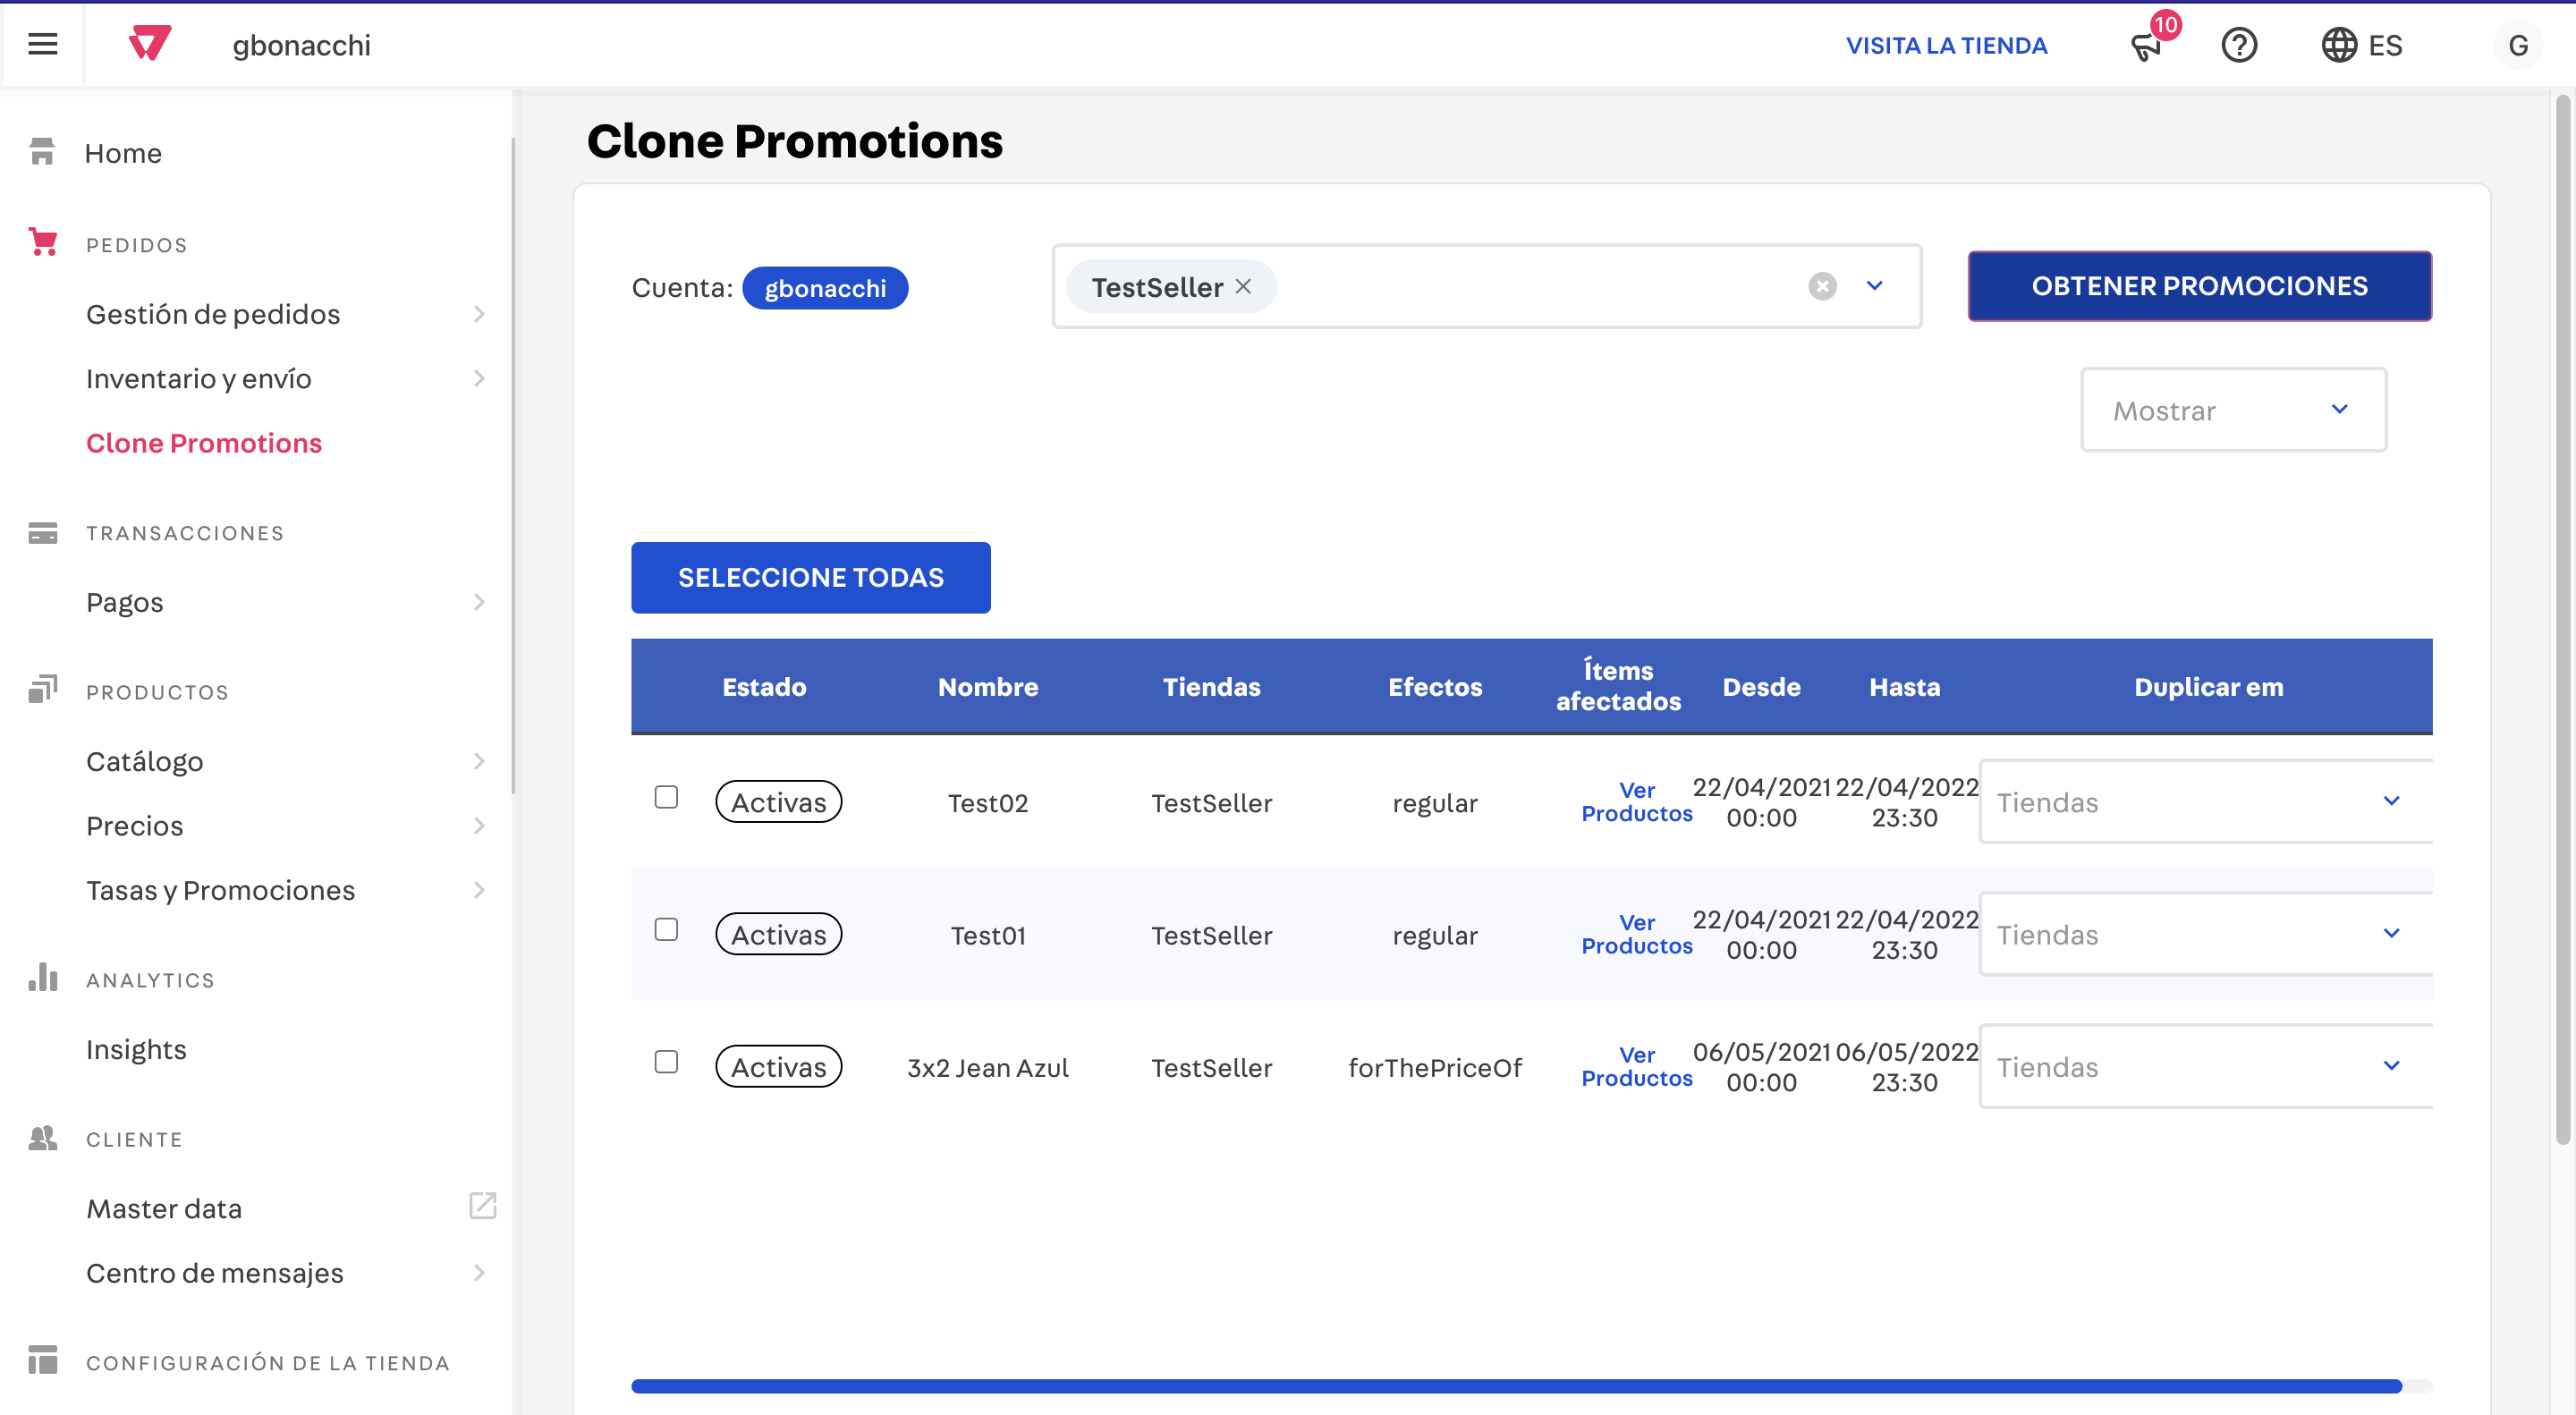 gbonacchi
VISITA LA TIENDA
10
ES
G
Home
PEDIDOS
Gestión de pedidos
Inventario y envío
Clone Promotions
TRANSACCIONES
Pagos
PRODUCTOS
Catálogo
Precios
Tasas y Promociones
ANALYTICS
Insights
CLIENTE
Master data
Centro de mensajes
CONFIGURACIÓN DE LA TIENDA
Clone Promotions
Cuenta: gbonacchi
TestSeller
OBTENER PROMOCIONES
Mostrar
SELECCIONE TODAS
Estado Nombre Tiendas Efectos Ítems afectados Desde Hasta Duplicar em
Activas Test02 TestSeller regular Ver Productos 22/04/2021 00:00 22/04/2022 23:30 Tiendas
Activas Test01 TestSeller regular Ver Productos 22/04/2021 00:00 22/04/2022 23:30 Tiendas
Activas 3x2 Jean Azul TestSeller forThePriceOf Ver Productos 06/05/2021 00:00 06/05/2022 23:30 Tiendas